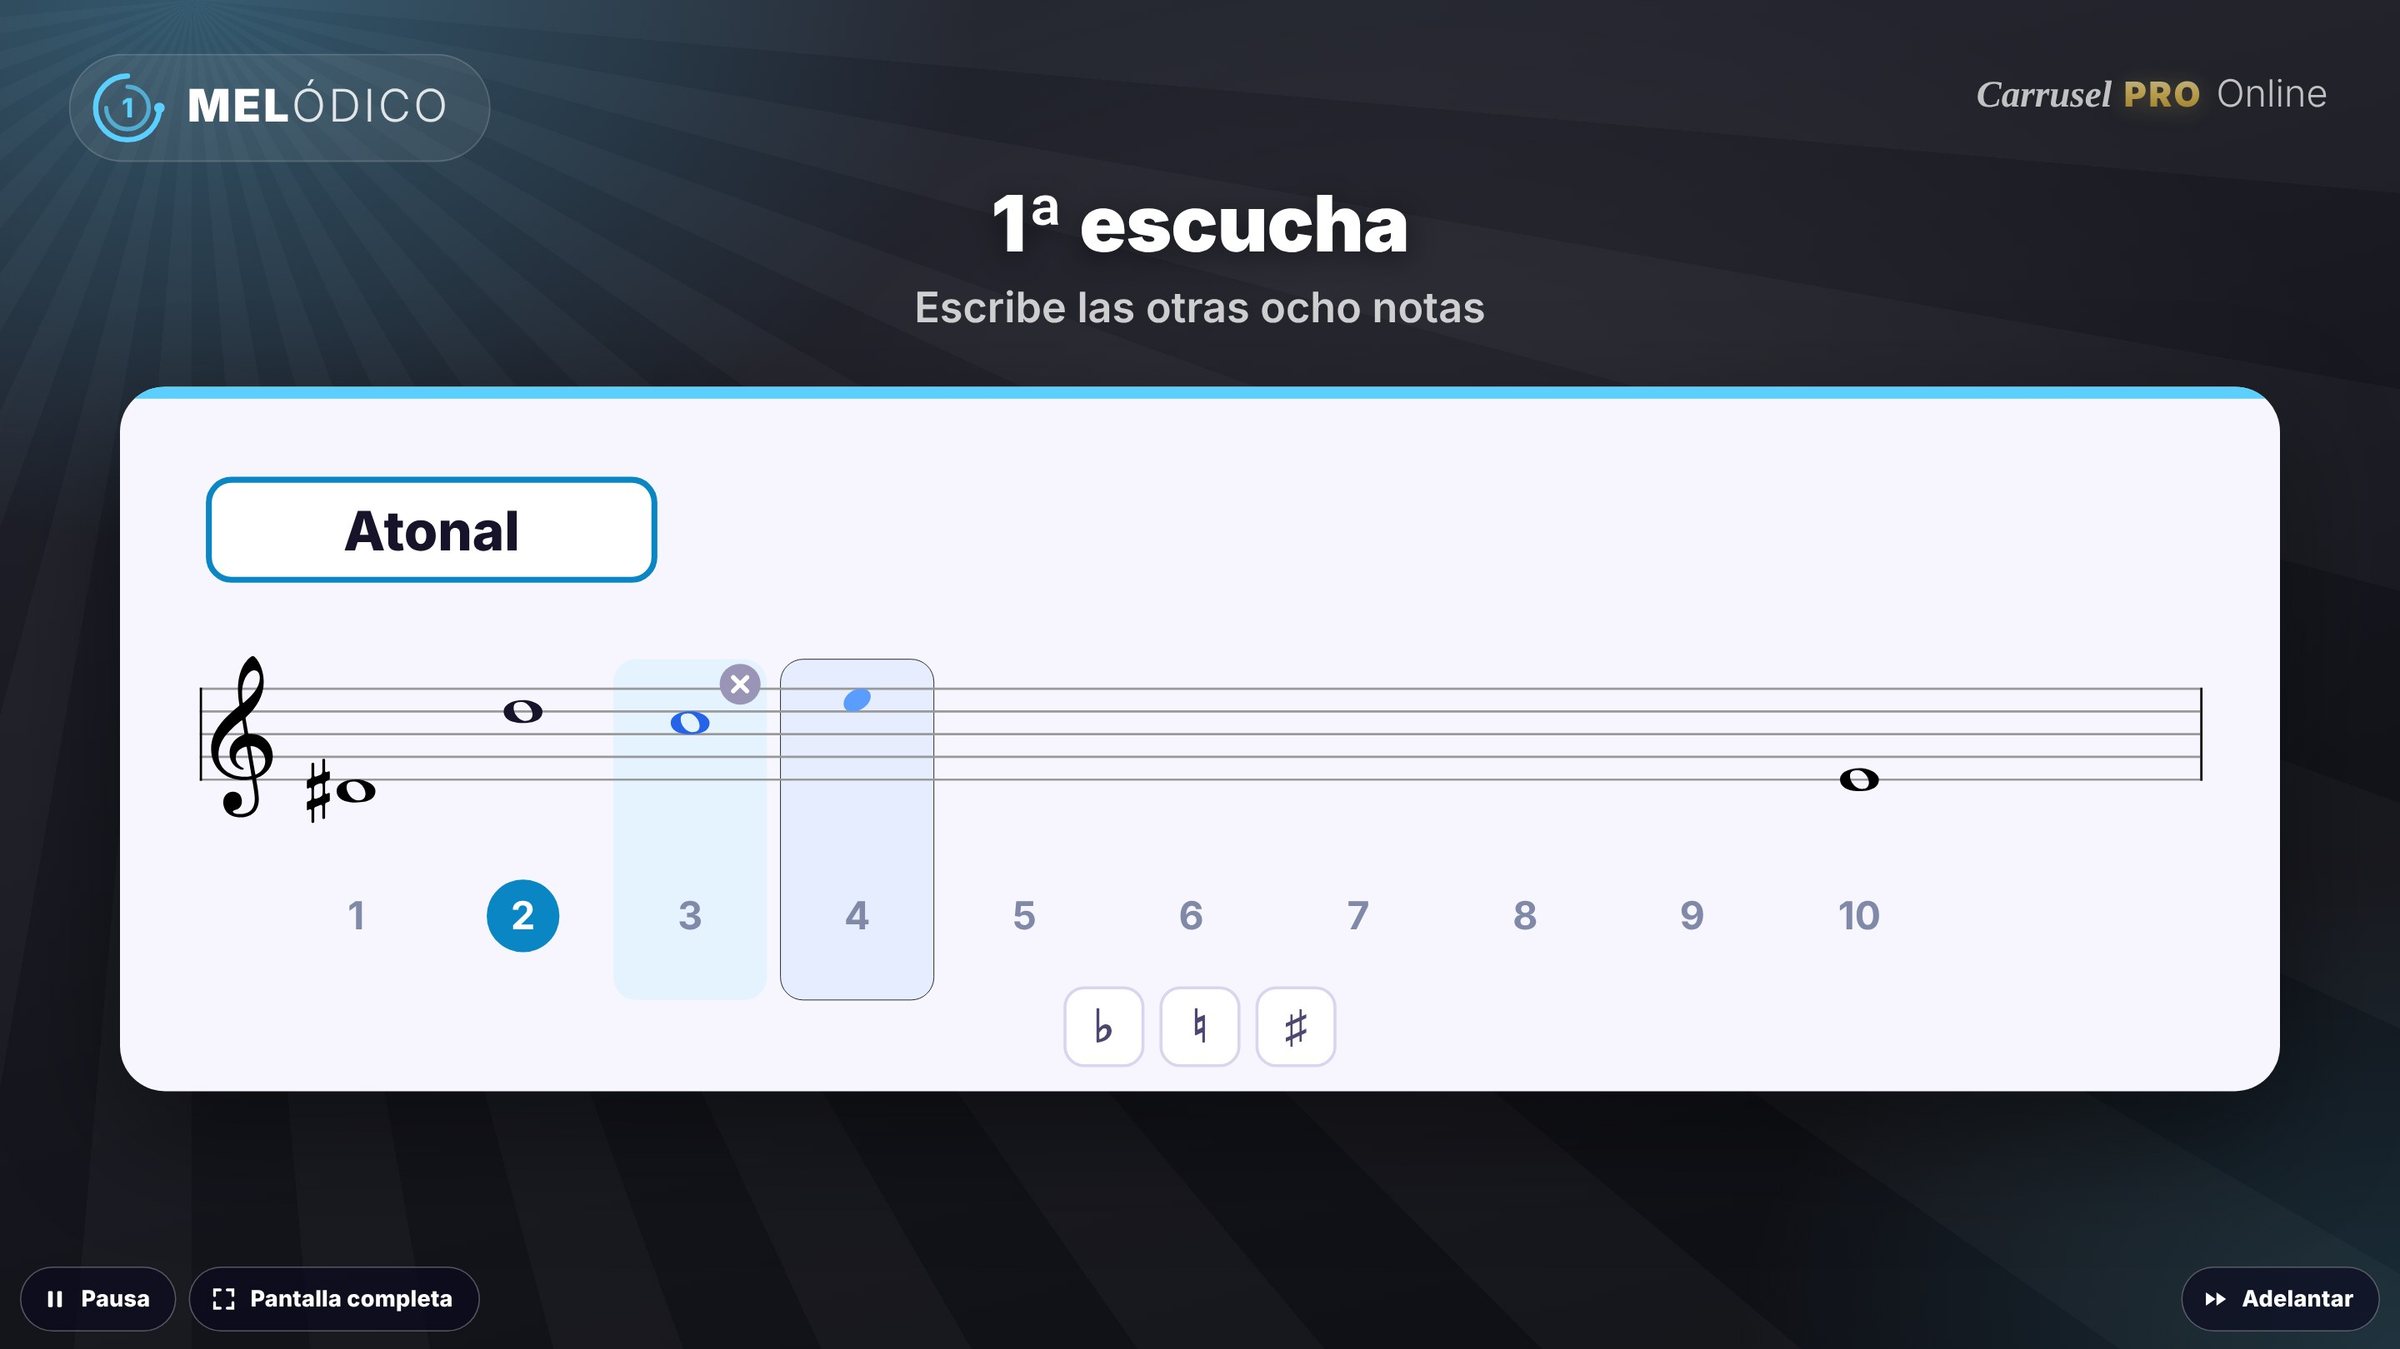 1 MELÓDICO
Carrusel PRO Online
1ª escucha
Escribe las otras ocho notas
Atonal
1 2 3 4 5 6 7 8 9 10
♭ ♮ ♯
Pausa
Pantalla completa
Adelantar